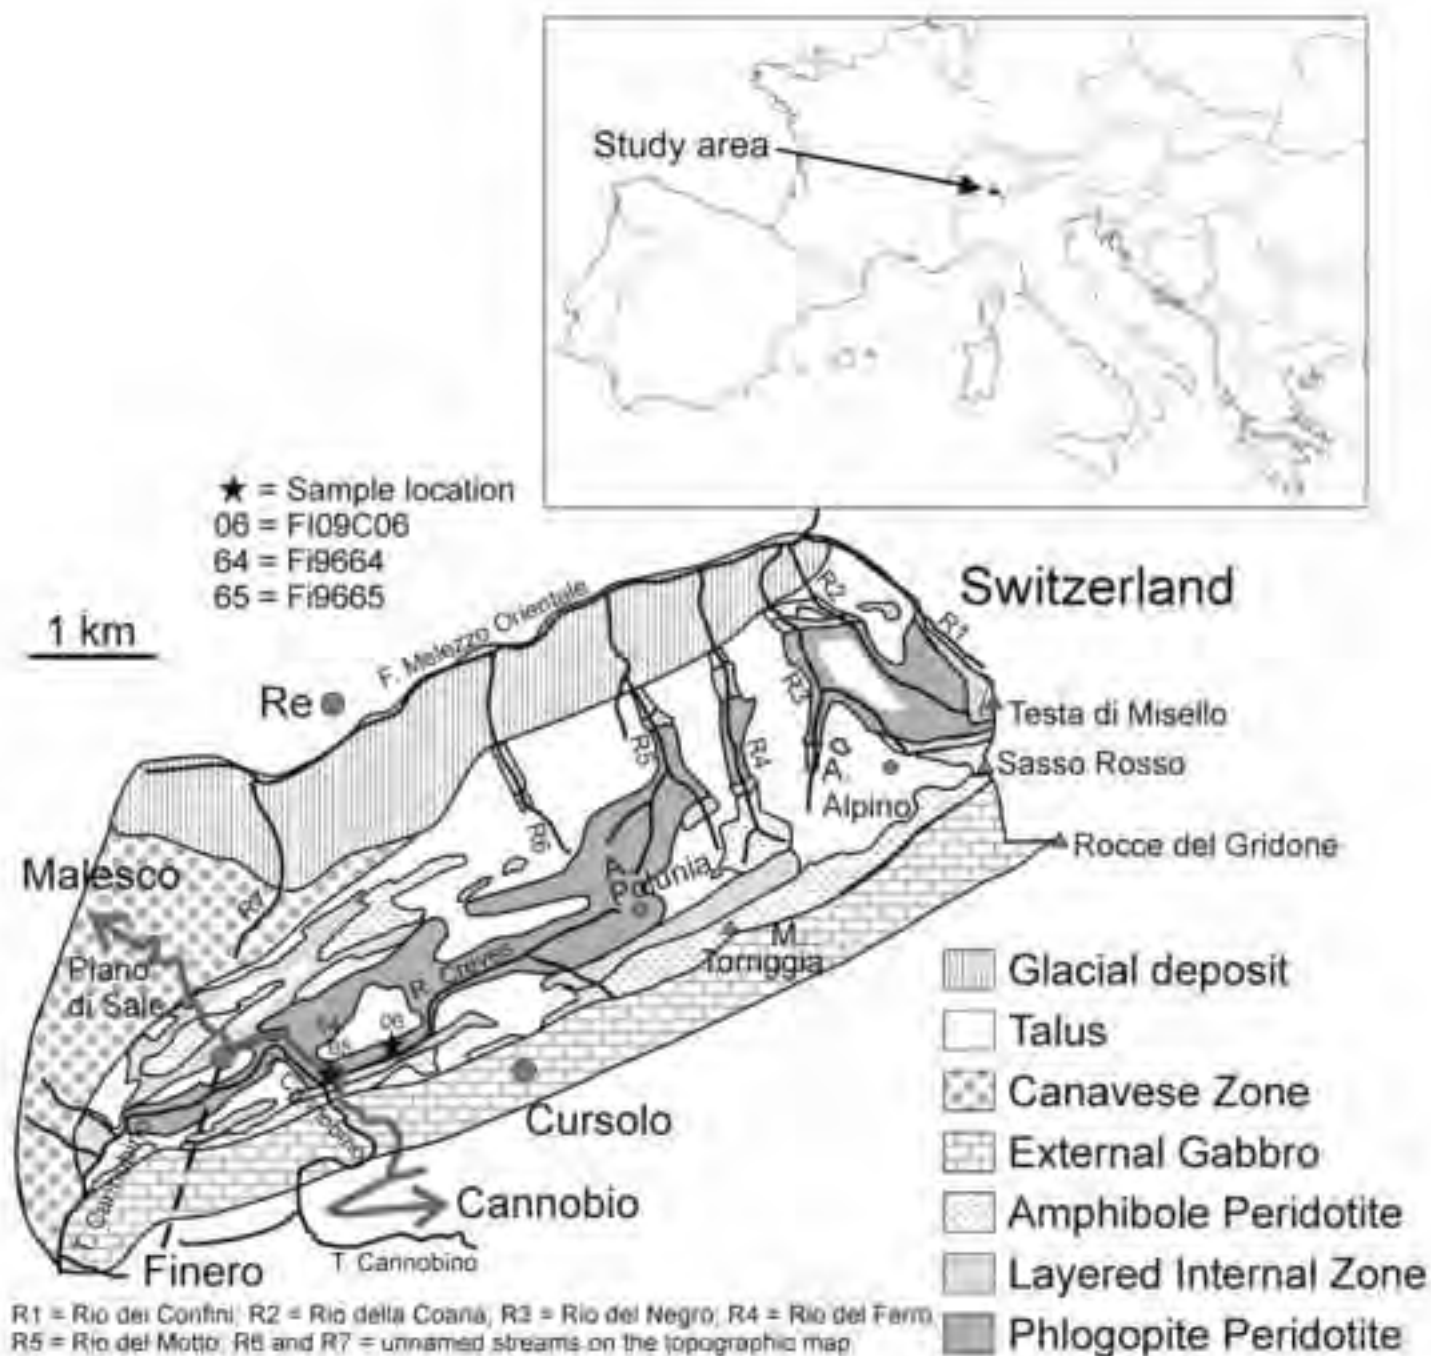 Study area
★ = Sample location
06 = FI09C06
64 = Fi9664
65 = Fi9665
1 km
Switzerland
F. Melezzo Orientale
Re
R2
R1
R3
R5
R4
R6
R7
Testa di Misello
Sasso Rosso
A.
Alpino
Rocce del Gridone
Malesco
A.
Polunia
M.
Torriggia
Piano
di Sale
R. Creves
64
65
06
Cursolo
Cannobio
T. Cannobino
Finero
Glacial deposit
Talus
Canavese Zone
External Gabbro
Amphibole Peridotite
Layered Internal Zone
Phlogopite Peridotite
R1 = Rio dei Confini; R2 = Rio della Coana; R3 = Rio del Negro; R4 = Rio del Ferro
R5 = Rio del Motto; R6 and R7 = unnamed streams on the topographic map